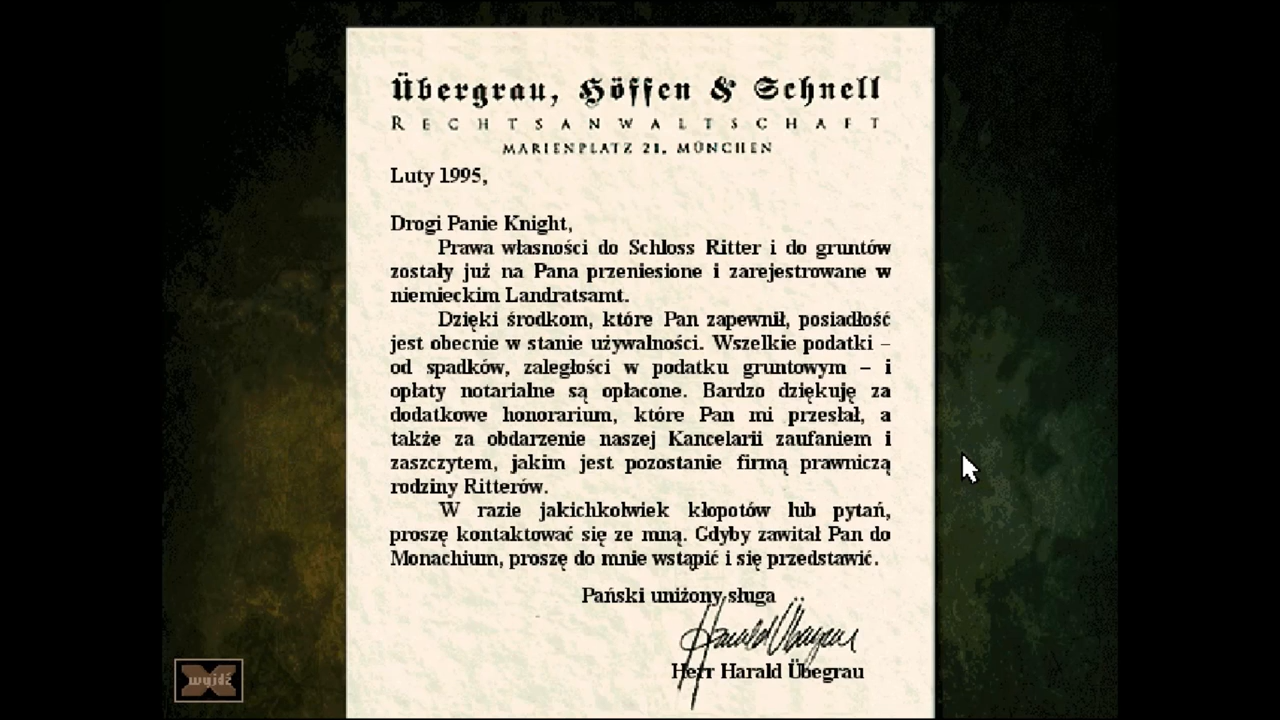 Übergrau, Höffen & Schnell
RECHTSANWALTSCHAFT
MARIENPLATZ 21, MÜNCHEN
Luty 1995,
Drogi Panie Knight,
Prawa własności do Schloss Ritter i do gruntów
zostały już na Pana przeniesione i zarejestrowane w
niemieckim Landratsamt.
Dzięki środkom, które Pan zapewnił, posiadłość
jest obecnie w stanie używalności. Wszelkie podatki –
od spadków, zaległości w podatku gruntowym – i
opłaty notarialne są opłacone. Bardzo dziękuję za
dodatkowe honorarium, które Pan mi przesłał, a
także za obdarzenie naszej Kancelarii zaufaniem i
zaszczytem, jakim jest pozostanie firmą prawniczą
rodziny Ritterów.
W razie jakichkolwiek kłopotów lub pytań,
proszę kontaktować się ze mną. Gdyby zawitał Pan do
Monachium, proszę do mnie wstąpić i się przedstawić.
Pański uniżony sługa
Harald Übergrau
Herr Harald Übegrau
wyjdź